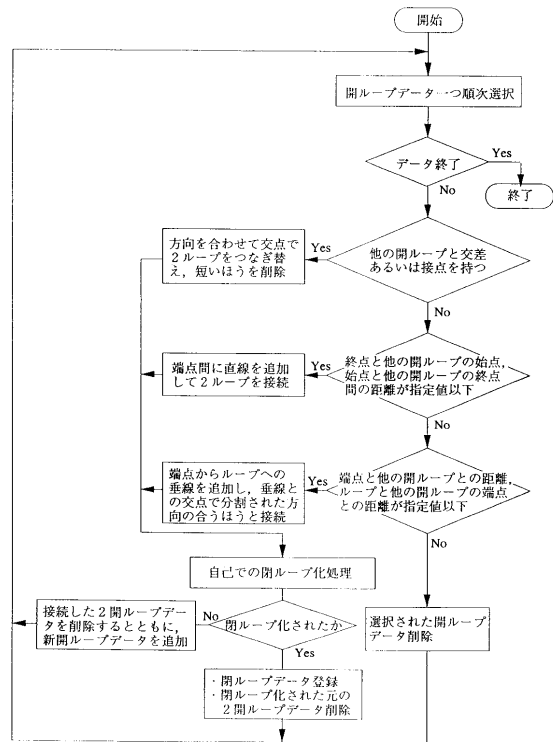 開始
開ループデータ一つ順次選択
データ終了
Yes
No
終了
他の開ループと交差
あるいは接点を持つ
Yes
No
方向を合わせて交点で
2ループをつなぎ替
え，短いほうを削除
終点と他の開ループの始点，
始点と他の開ループの終点
間の距離が指定値以下
Yes
No
端点間に直線を追加
して2ループを接続
端点と他の開ループとの距離，
ループと他の開ループの端点
との距離が指定値以下
Yes
No
端点からループへの
垂線を追加し，垂線と
の交点で分割された方
向の合うほうと接続
自己での閉ループ化処理
閉ループ化されたか
No
Yes
接続した2開ループデー
タを削除するとともに，
新開ループデータを追加
選択された開ループ
データ削除
・閉ループデータ登録
・閉ループ化された元の
2開ループデータ削除